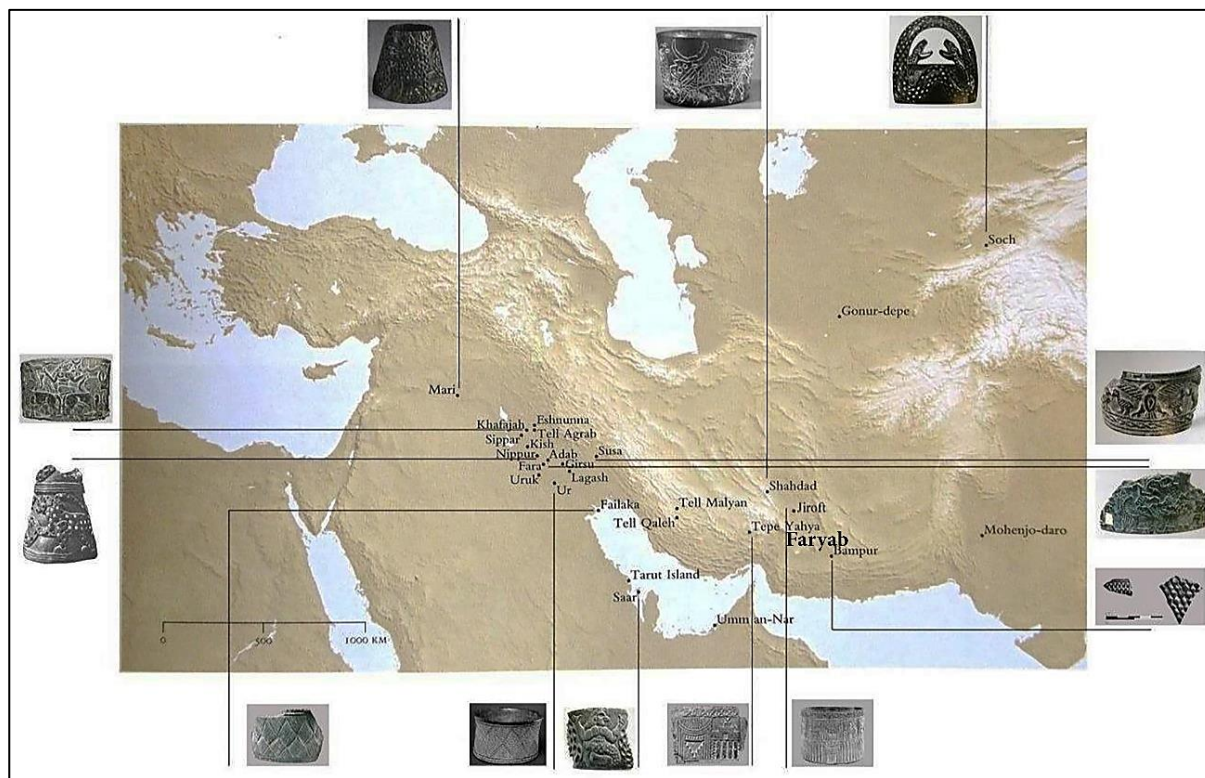 Soch
Gonur-depe
Mari
Eshnunna
Khafajah
Tell Agrab
Sippar
Kish
Nippur
Adab
Susa
Fara
Girsu
Uruk
Lagash
Ur
Shahdad
Failaka
Tell Malyan
Jiroft
Tell Qaleh
Tepe Yahya
Faryab
Mohenjo-daro
Bampur
Tarut Island
Saar
Umm an-Nar
0 500 1000 KM